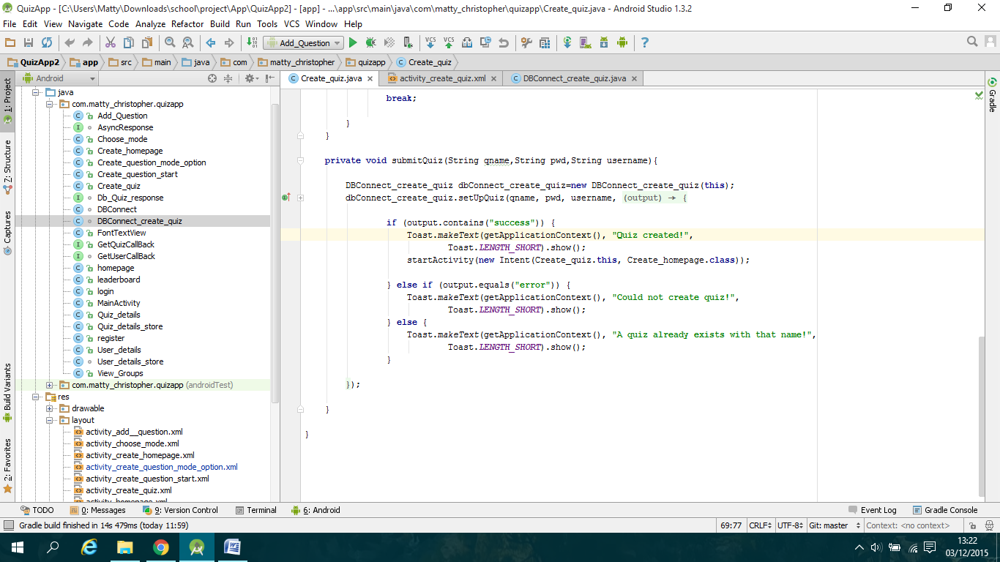 QuizApp - [C:\Users\Matty\Downloads\school\project\App\QuizApp2] - [app] - ...\app\src\main\java\com\matty_christopher\quizapp\Create_quiz.java - Android Studio 1.3.2
File Edit View Navigate Code Analyze Refactor Build Run Tools VCS Window Help
Add_Question VCS VCS
QuizApp2 app src main java com matty_christopher quizapp Create_quiz
Android
Create_quiz.java activity_create_quiz.xml DBConnect_create_quiz.java
1: Project
Z: Structure
Captures
Build Variants
2: Favorites
java
com.matty_christopher.quizapp
Add_Question
AsyncResponse
Choose_mode
Create_homepage
Create_question_mode_option
Create_question_start
Create_quiz
Db_Quiz_response
DBConnect
DBConnect_create_quiz
FontTextView
GetQuizCallBack
GetUserCallBack
homepage
leaderboard
login
MainActivity
Quiz_details
Quiz_details_store
register
User_details
User_details_store
View_Groups
com.matty_christopher.quizapp (androidTest)
res
drawable
layout
activity_add__question.xml
activity_choose_mode.xml
activity_create_homepage.xml
activity_create_question_mode_option.xml
activity_create_question_start.xml
activity_create_quiz.xml
activity_homepage.xml
break;
}
}
private void submitQuiz(String qname,String pwd,String username){
DBConnect_create_quiz dbConnect_create_quiz=new DBConnect_create_quiz(this);
dbConnect_create_quiz.setUpQuiz(qname, pwd, username, (output) → {
if (output.contains("success")) {
Toast.makeText(getApplicationContext(), "Quiz created!",
Toast.LENGTH_SHORT).show();
startActivity(new Intent(Create_quiz.this, Create_homepage.class));
} else if (output.equals("error")) {
Toast.makeText(getApplicationContext(), "Could not create quiz!",
Toast.LENGTH_SHORT).show();
} else {
Toast.makeText(getApplicationContext(), "A quiz already exists with that name!",
Toast.LENGTH_SHORT).show();
}
});
}
}
Gradle
TODO 0: Messages 9: Version Control Terminal 6: Android Event Log Gradle Console
Gradle build finished in 14s 479ms (today 11:59) 69:77 CRLF UTF-8 Git: master Context: <no context>
13:22
03/12/2015